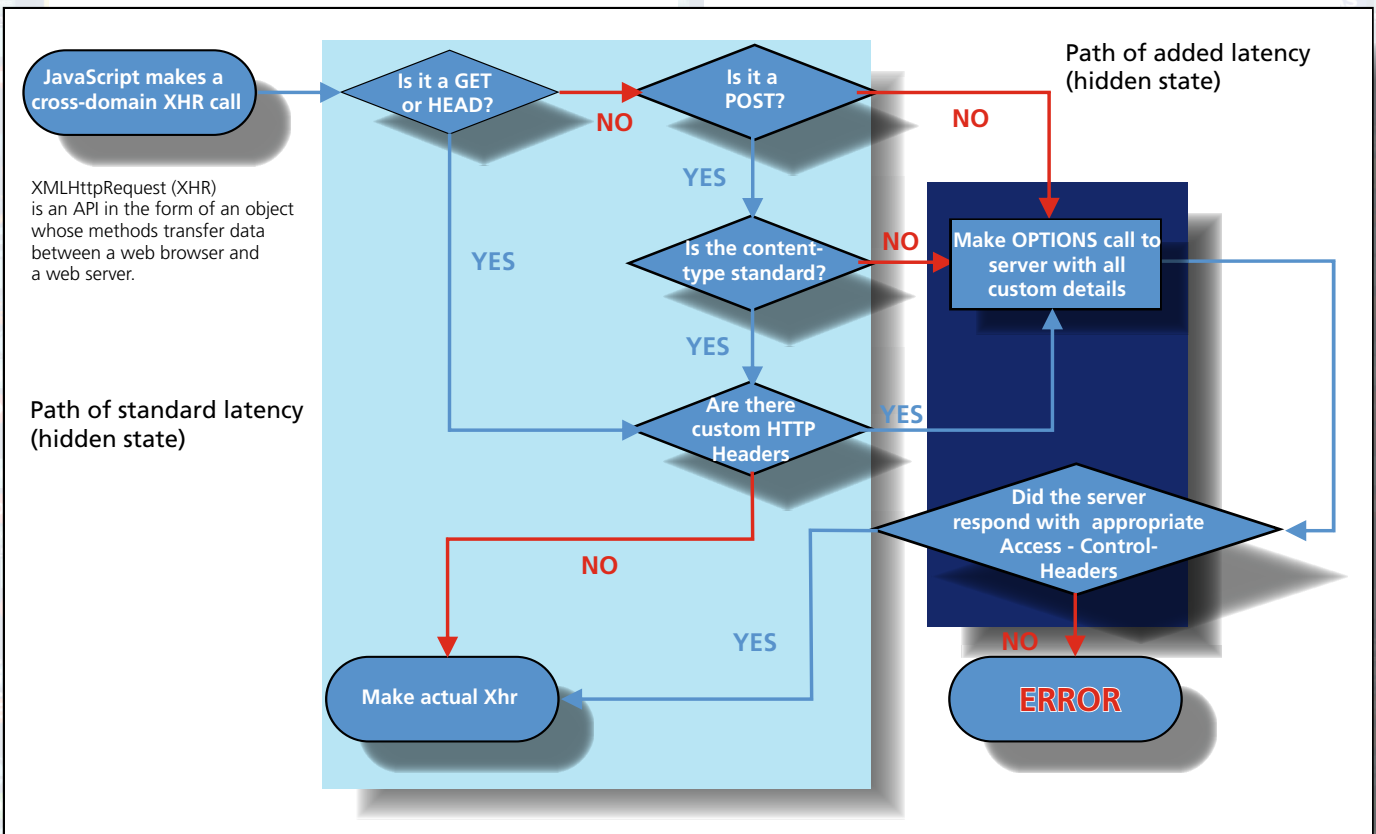 JavaScript makes a
cross-domain XHR call
Is it a GET
or HEAD?
NO
Is it a
POST?
NO
Path of added latency
(hidden state)
XMLHttpRequest (XHR)
is an API in the form of an object
whose methods transfer data
between a web browser and
a web server.
YES
YES
Is the content-
type standard?
NO
Make OPTIONS call to
server with all
custom details
YES
Path of standard latency
(hidden state)
Are there
custom HTTP
Headers
YES
Did the server
respond with appropriate
Access - Control-
Headers
NO
YES
NO
Make actual Xhr
ERROR